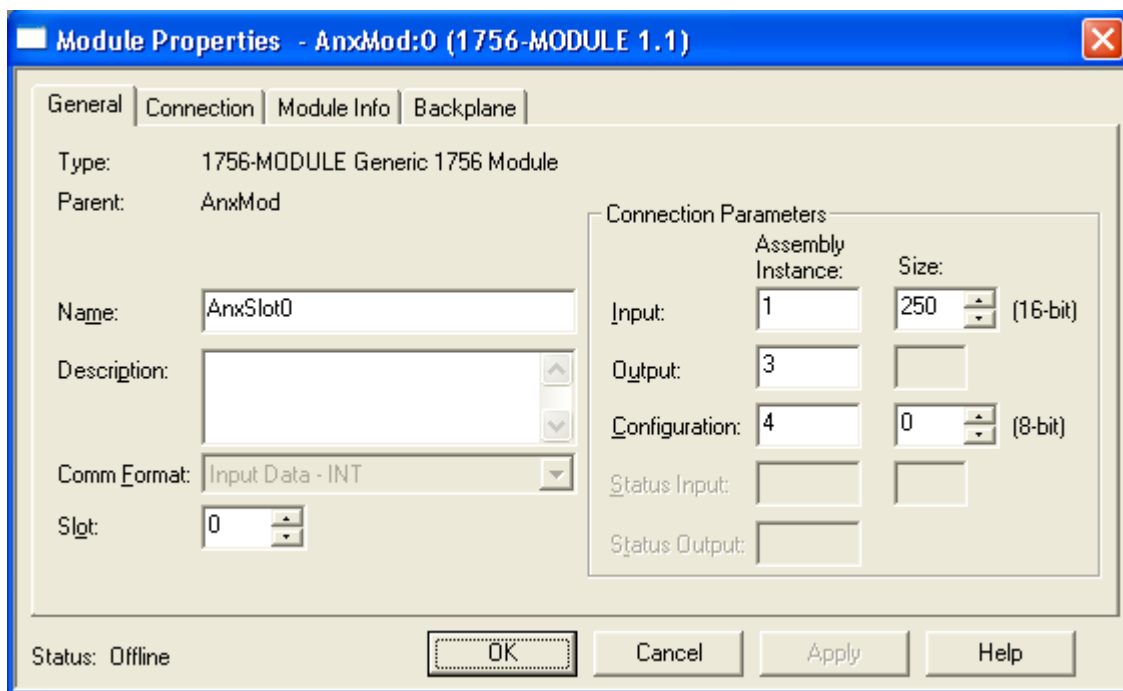 Module Properties - AnxMod:0 (1756-MODULE 1.1)
General Connection Module Info Backplane
Type: 1756-MODULE Generic 1756 Module
Parent: AnxMod
Connection Parameters
Assembly
Instance: Size:
Name: AnxSlot0
Input: 1 250 (16-bit)
Description:
Output: 3
Configuration: 4 0 (8-bit)
Comm Format: Input Data - INT
Status Input:
Slot: 0
Status Output:
Status: Offline OK Cancel Apply Help